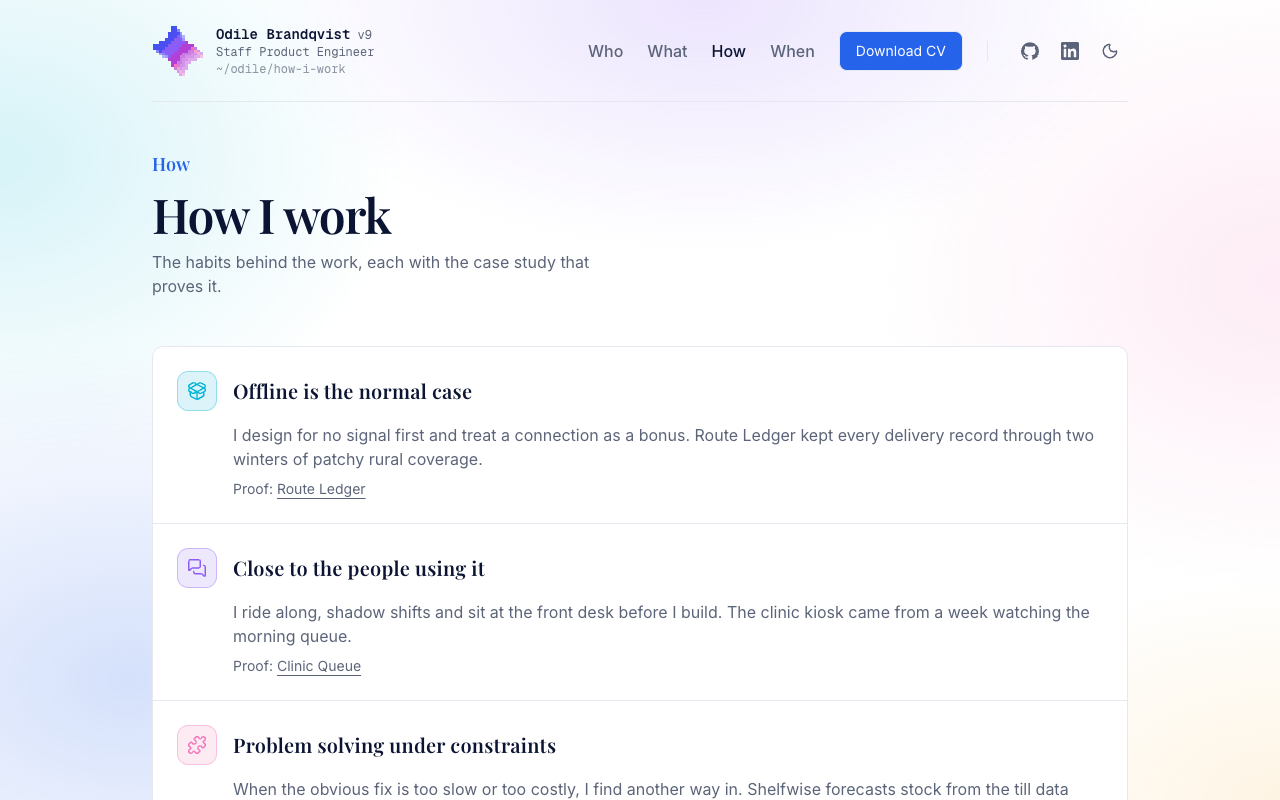 Odile Brandqvist v9
Staff Product Engineer
~/odile/how-i-work
Who
What
How
When
Download CV
How
How I work
The habits behind the work, each with the case study that
proves it.
Offline is the normal case
I design for no signal first and treat a connection as a bonus. Route Ledger kept every delivery record through two
winters of patchy rural coverage.
Proof: Route Ledger
Close to the people using it
I ride along, shadow shifts and sit at the front desk before I build. The clinic kiosk came from a week watching the
morning queue.
Proof: Clinic Queue
Problem solving under constraints
When the obvious fix is too slow or too costly, I find another way in. Shelfwise forecasts stock from the till data